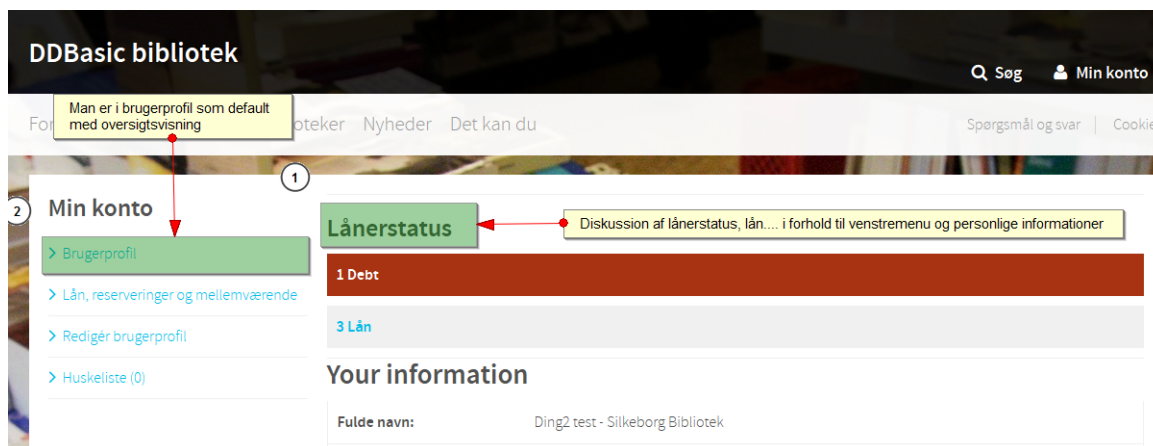 DDBasic bibliotek
Søg Min konto
Man er i brugerprofil som default
med oversigtsvisning
Nyheder Det kan du
Spørgsmål og svar
1
2
Min konto
Brugerprofil
Lån, reserveringer og mellemværende
Redigér brugerprofil
Huskeliste (0)
Lånerstatus
Diskussion af lånerstatus, lån.... i forhold til venstremenu og personlige informationer
1 Debt
3 Lån
Your information
Fulde navn: Ding2 test - Silkeborg Bibliotek